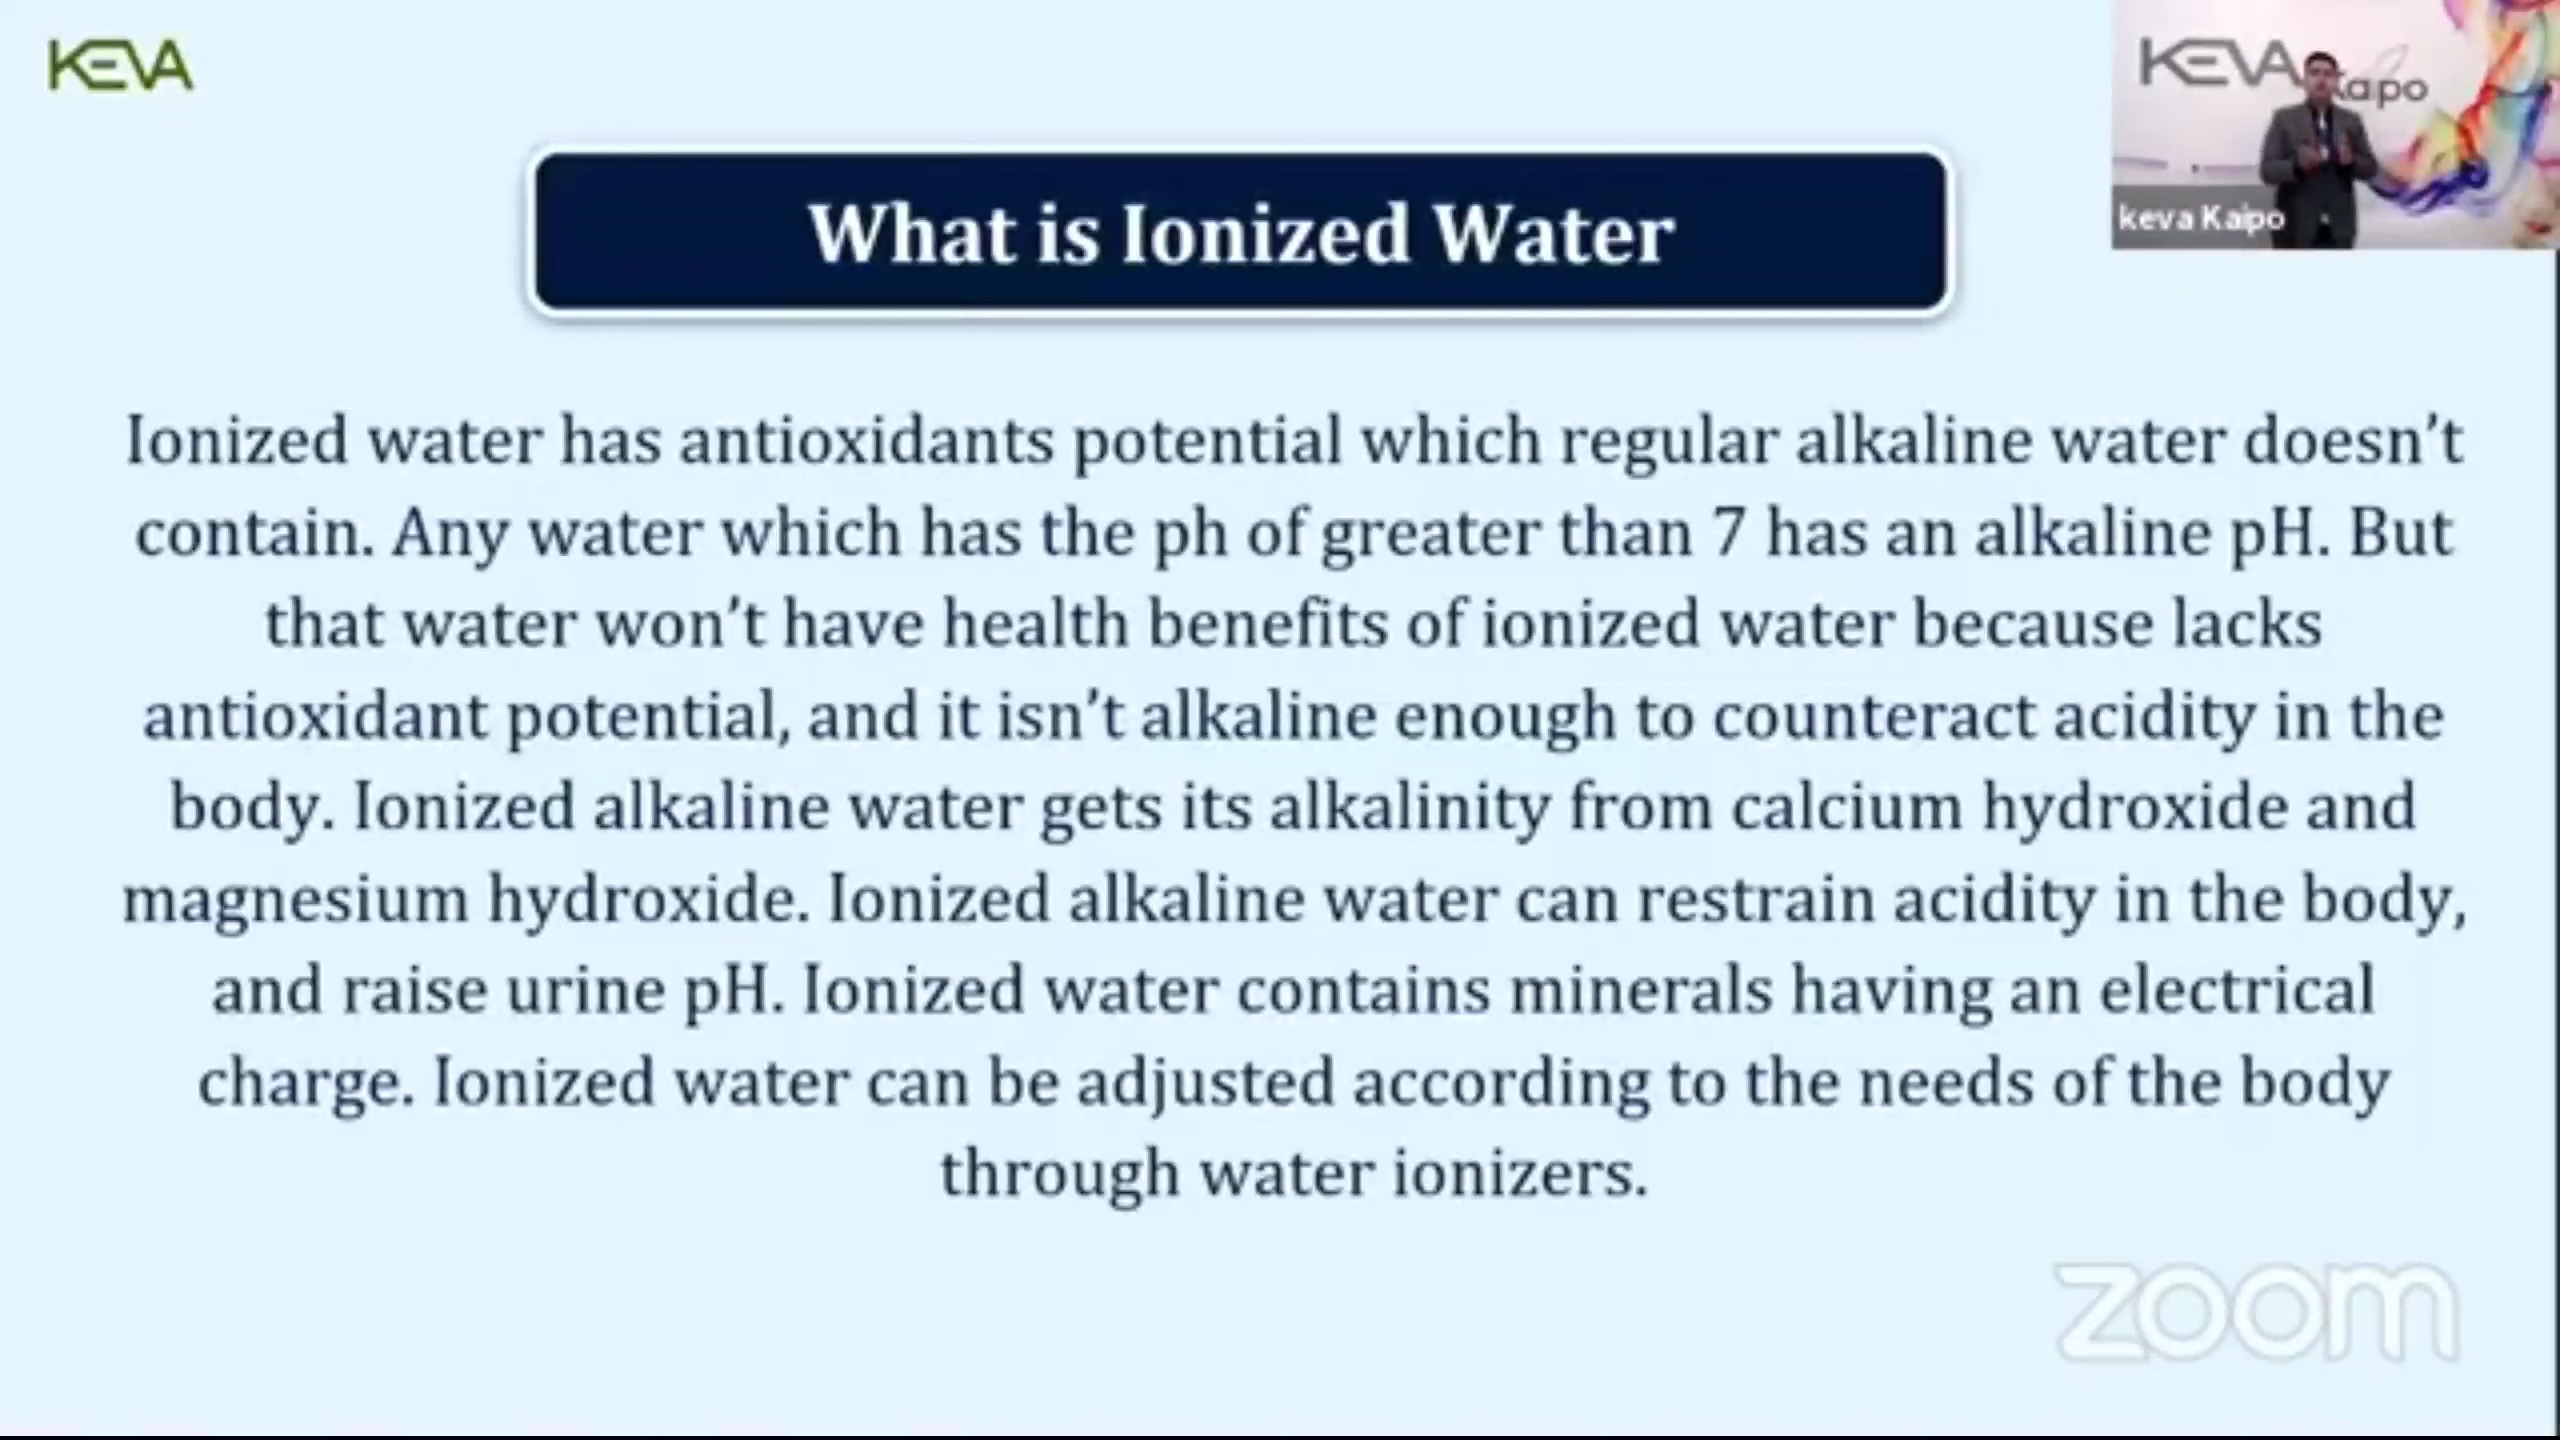 KEVA
KEVA Kaipo
keva Kaipo
What is Ionized Water
Ionized water has antioxidants potential which regular alkaline water doesn't
contain. Any water which has the ph of greater than 7 has an alkaline pH. But
that water won't have health benefits of ionized water because lacks
antioxidant potential, and it isn't alkaline enough to counteract acidity in the
body. Ionized alkaline water gets its alkalinity from calcium hydroxide and
magnesium hydroxide. Ionized alkaline water can restrain acidity in the body,
and raise urine pH. Ionized water contains minerals having an electrical
charge. Ionized water can be adjusted according to the needs of the body
through water ionizers.
zoom